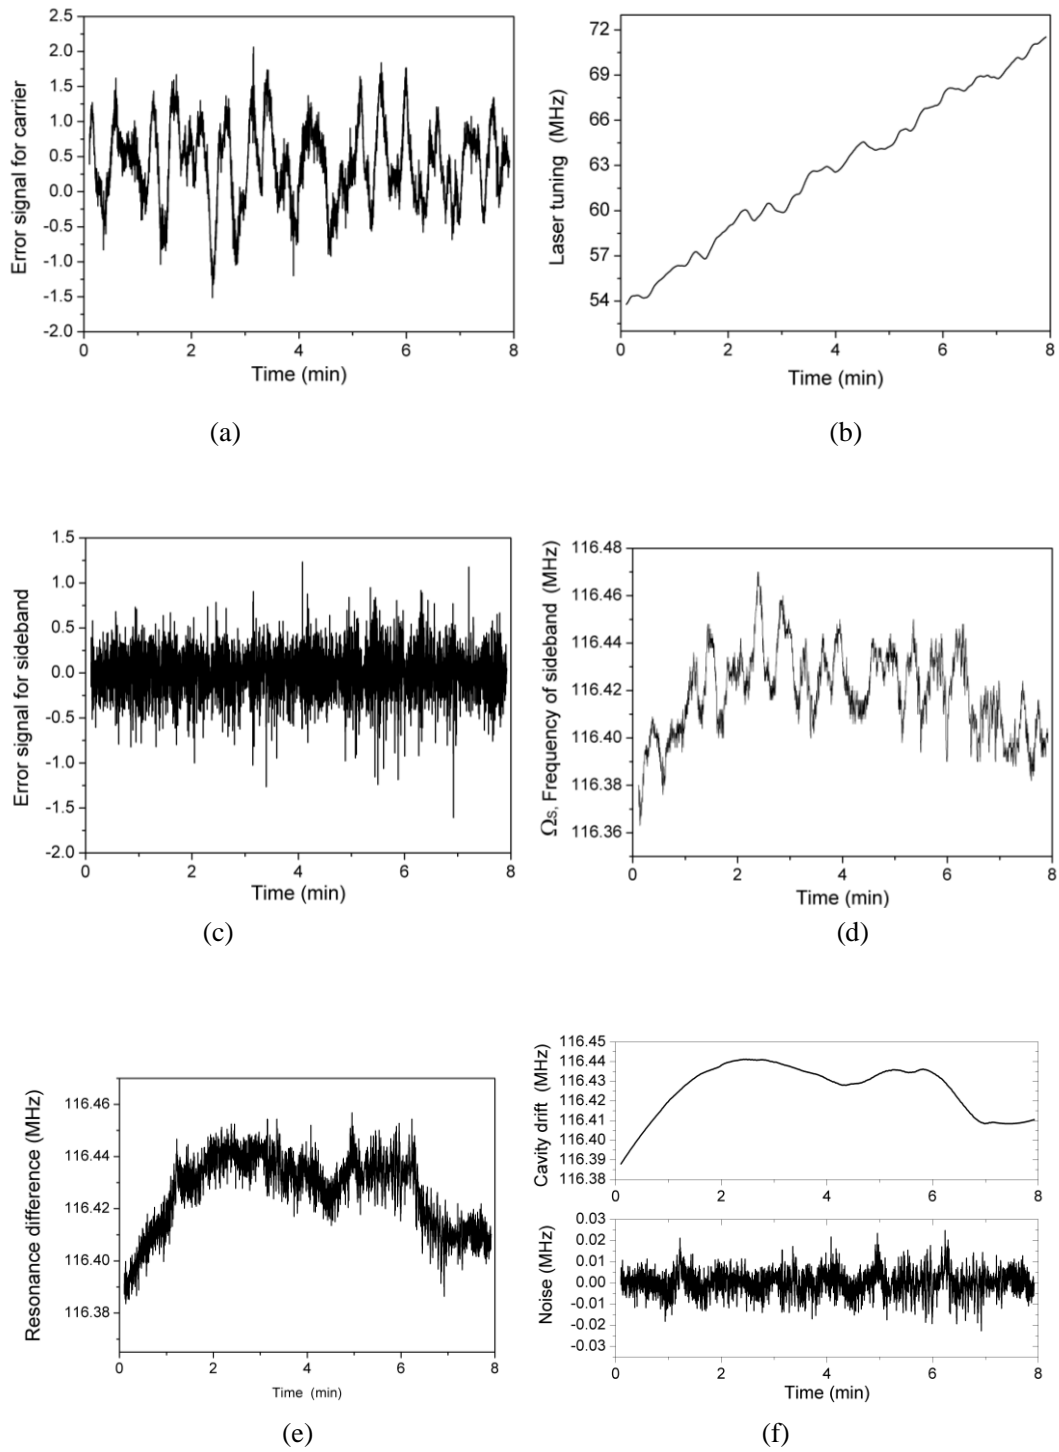 Error signal for carrier
2.5
2.0
1.5
1.0
0.5
0.0
-0.5
-1.0
-1.5
-2.0
0 2 4 6 8
Time (min)
(a)
Laser tuning (MHz)
72
69
66
63
60
57
54
0 2 4 6 8
Time (min)
(b)
Error signal for sideband
1.5
1.0
0.5
0.0
-0.5
-1.0
-1.5
-2.0
0 2 4 6 8
Time (min)
(c)
Ωs, Frequency of sideband (MHz)
116.48
116.46
116.44
116.42
116.40
116.38
116.36
0 2 4 6 8
Time (min)
(d)
Resonance difference (MHz)
116.46
116.44
116.42
116.40
116.38
0 2 4 6 8
Time (min)
(e)
Cavity drift (MHz)
116.45
116.44
116.43
116.42
116.41
116.40
116.39
116.38
0 2 4 6 8
Noise (MHz)
0.03
0.02
0.01
0.00
-0.01
-0.02
-0.03
0 2 4 6 8
Time (min)
(f)